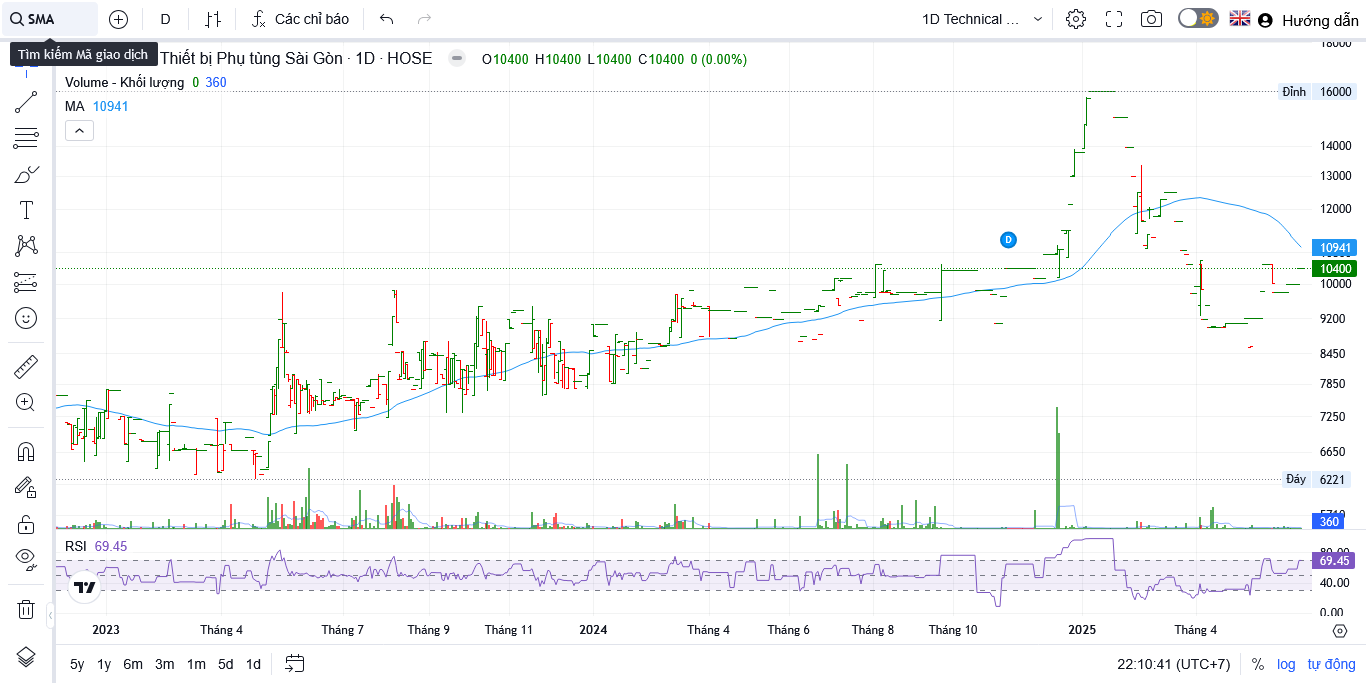 SMA
D
Các chỉ báo
1D Technical ...
Hướng dẫn
Tìm kiếm Mã giao dịch
Thiết bị Phụ tùng Sài Gòn · 1D · HOSE
O10400 H10400 L10400 C10400 0 (0.00%)
Volume - Khối lượng 0 360
MA 10941
18000
Đỉnh 16000
14000
13000
12000
D
10941
10400
10000
9200
8450
7850
7250
6650
Đáy 6221
360
RSI 69.45
80.00
69.45
40.00
0.00
2023 Tháng 4 Tháng 7 Tháng 9 Tháng 11 2024 Tháng 4 Tháng 6 Tháng 8 Tháng 10 2025 Tháng 4
5y 1y 6m 3m 1m 5d 1d
22:10:41 (UTC+7) % log tự động